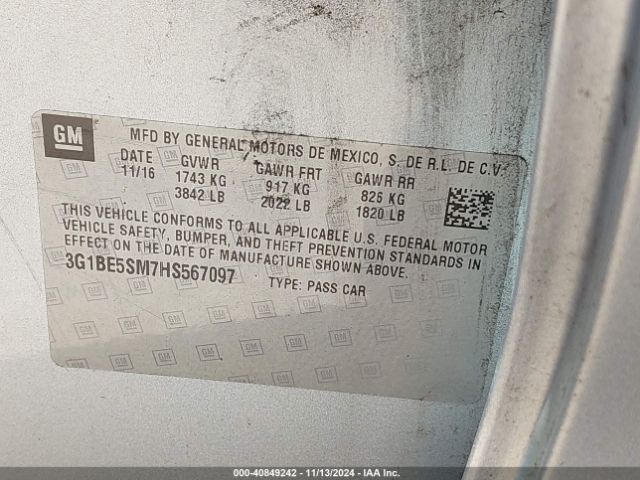 GM
MFD BY GENERAL MOTORS DE MEXICO, S. DE R.L. DE C.V.
DATE GVWR GAWR FRT GAWR RR
11/16 1743 KG 917 KG 825 KG
3842 LB 2022 LB 1820 LB
THIS VEHICLE CONFORMS TO ALL APPLICABLE U.S. FEDERAL MOTOR
VEHICLE SAFETY, BUMPER, AND THEFT PREVENTION STANDARDS IN
EFFECT ON THE DATE OF MANUFACTURE SHOWN ABOVE.
3G1BE5SM7HS567097 TYPE: PASS CAR
000-40849242 - 11/13/2024 - IAA Inc.